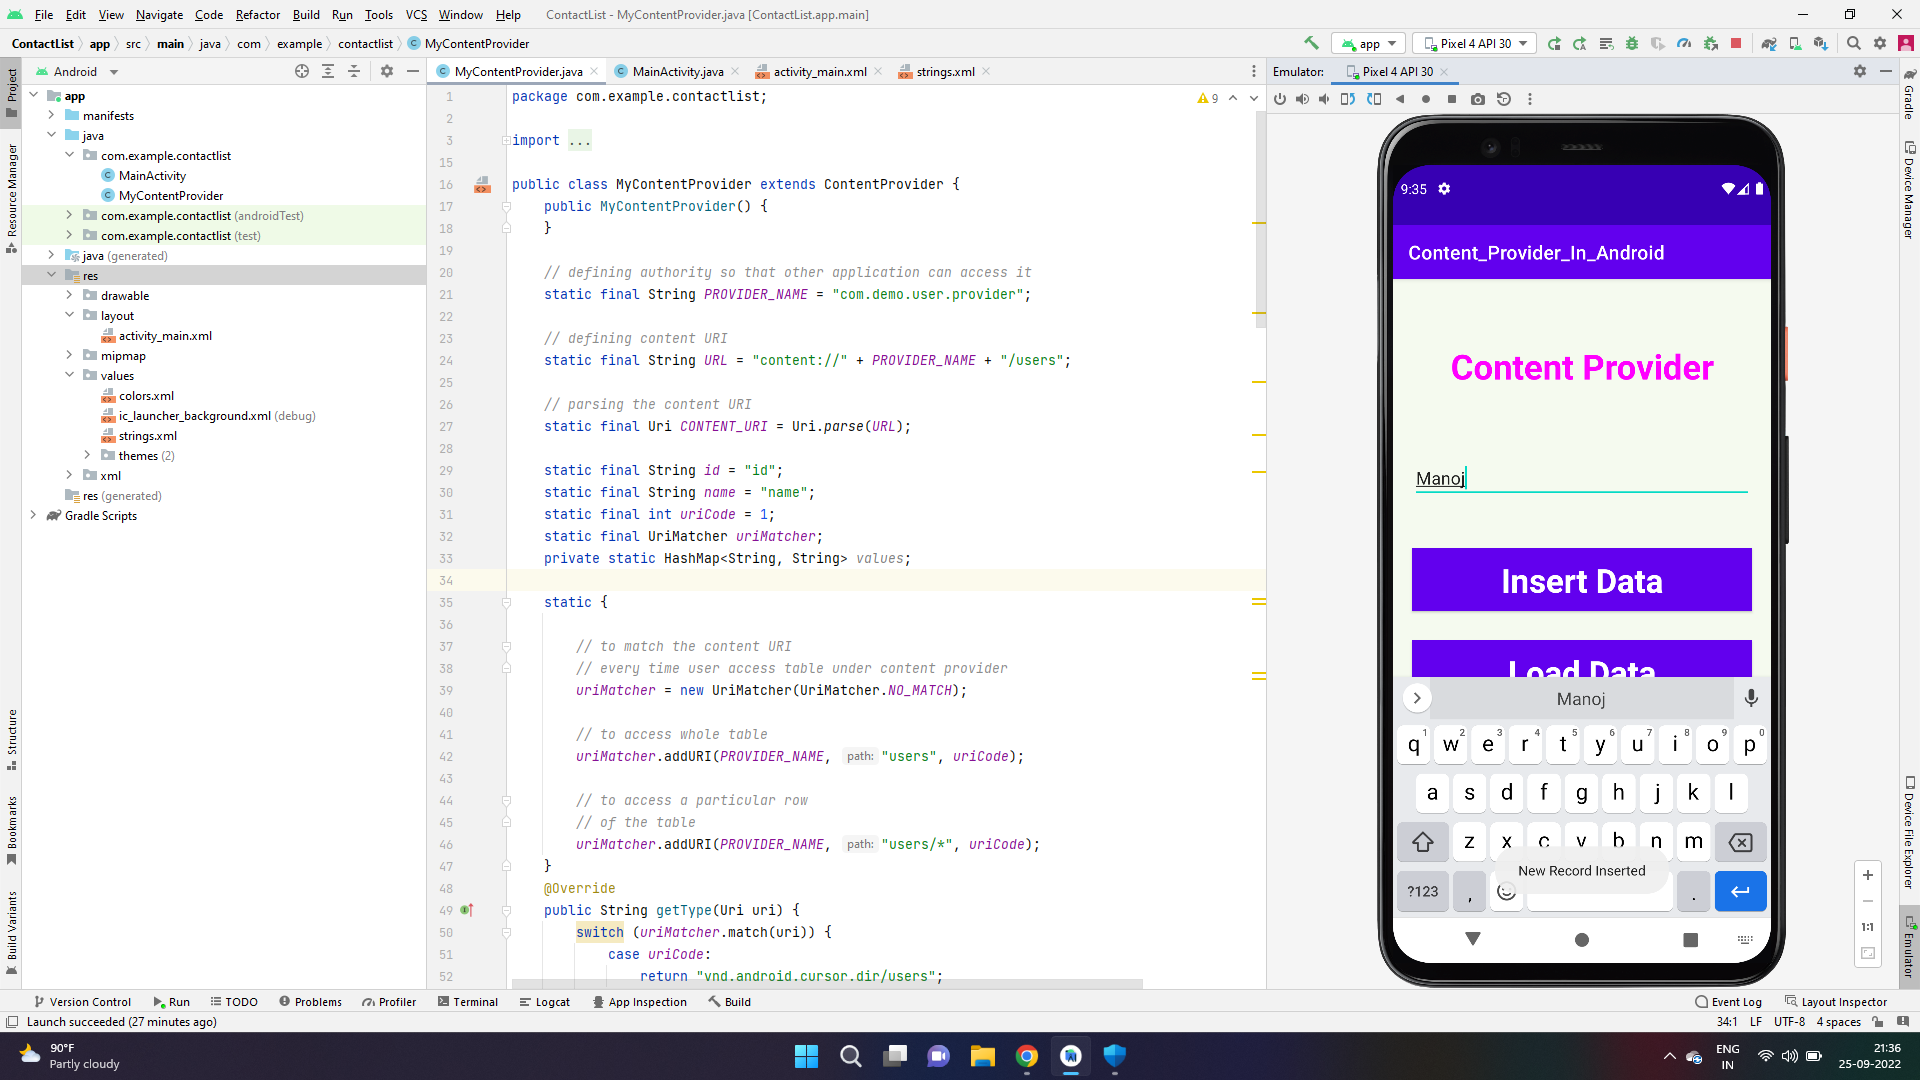 File Edit View Navigate Code Refactor Build Run Tools VCS Window Help ContactList - MyContentProvider.java [ContactList.app.main]
ContactList app src main java com example contactlist MyContentProvider app Pixel 4 API 30
Project
Resource Manager
Structure
Bookmarks
Build Variants
Android
app
manifests
java
com.example.contactlist
MainActivity
MyContentProvider
com.example.contactlist (androidTest)
com.example.contactlist (test)
java (generated)
res
drawable
layout
activity_main.xml
mipmap
values
colors.xml
ic_launcher_background.xml (debug)
strings.xml
themes (2)
xml
res (generated)
Gradle Scripts
MyContentProvider.java MainActivity.java activity_main.xml strings.xml
9
1 package com.example.contactlist;
2
3 import ...
15
16 public class MyContentProvider extends ContentProvider {
17 public MyContentProvider() {
18 }
19
20 // defining authority so that other application can access it
21 static final String PROVIDER_NAME = "com.demo.user.provider";
22
23 // defining content URI
24 static final String URL = "content://" + PROVIDER_NAME + "/users";
25
26 // parsing the content URI
27 static final Uri CONTENT_URI = Uri.parse(URL);
28
29 static final String id = "id";
30 static final String name = "name";
31 static final int uriCode = 1;
32 static final UriMatcher uriMatcher;
33 private static HashMap<String, String> values;
34
35 static {
36
37 // to match the content URI
38 // every time user access table under content provider
39 uriMatcher = new UriMatcher(UriMatcher.NO_MATCH);
40
41 // to access whole table
42 uriMatcher.addURI(PROVIDER_NAME, path: "users", uriCode);
43
44 // to access a particular row
45 // of the table
46 uriMatcher.addURI(PROVIDER_NAME, path: "users/*", uriCode);
47 }
48 @Override
49 public String getType(Uri uri) {
50 switch (uriMatcher.match(uri)) {
51 case uriCode:
52 return "vnd.android.cursor.dir/users";
Emulator: Pixel 4 API 30
9:35
Content_Provider_In_Android
Content Provider
Manoj
Insert Data
Load Data
Manoj
q1 w2 e3 r4 t5 y6 u7 i8 o9 p0
a s d f g h j k l
z x c v b n m
New Record Inserted
?123 , .
1:1
Gradle
Device Manager
Device File Explorer
Emulator
Version Control Run TODO Problems Profiler Terminal Logcat App Inspection Build Event Log Layout Inspector
Launch succeeded (27 minutes ago) 34:1 LF UTF-8 4 spaces
90°F
Partly cloudy
ENG
IN
21:36
25-09-2022